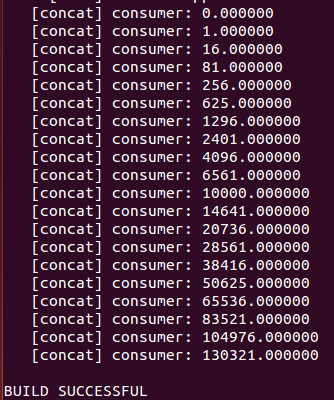 [concat] consumer: 0.000000
[concat] consumer: 1.000000
[concat] consumer: 16.000000
[concat] consumer: 81.000000
[concat] consumer: 256.000000
[concat] consumer: 625.000000
[concat] consumer: 1296.000000
[concat] consumer: 2401.000000
[concat] consumer: 4096.000000
[concat] consumer: 6561.000000
[concat] consumer: 10000.000000
[concat] consumer: 14641.000000
[concat] consumer: 20736.000000
[concat] consumer: 28561.000000
[concat] consumer: 38416.000000
[concat] consumer: 50625.000000
[concat] consumer: 65536.000000
[concat] consumer: 83521.000000
[concat] consumer: 104976.000000
[concat] consumer: 130321.000000
BUILD SUCCESSFUL